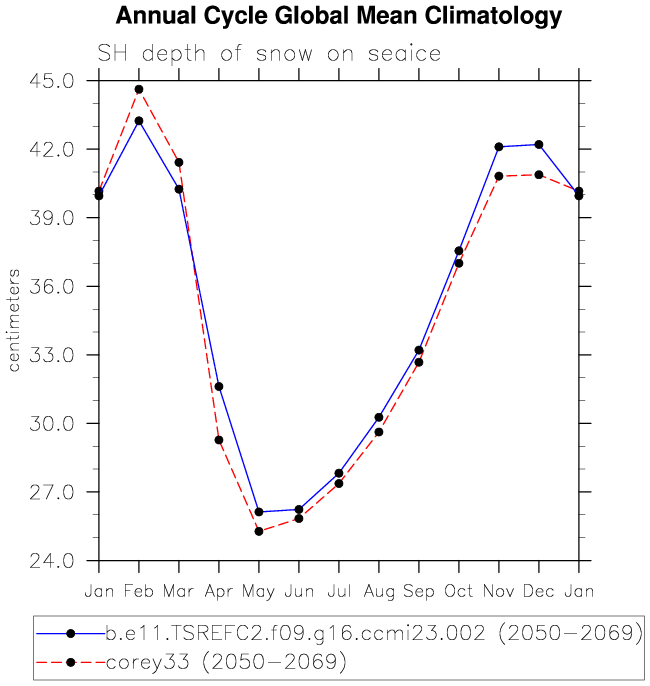 Annual Cycle Global Mean Climatology
SH depth of snow on seaice
45.0
42.0
39.0
36.0
33.0
30.0
27.0
24.0
centimeters
Jan Feb Mar Apr May Jun Jul Aug Sep Oct Nov Dec Jan
b.e11.TSREFC2.f09.g16.ccmi23.002 (2050-2069)
corey33 (2050-2069)